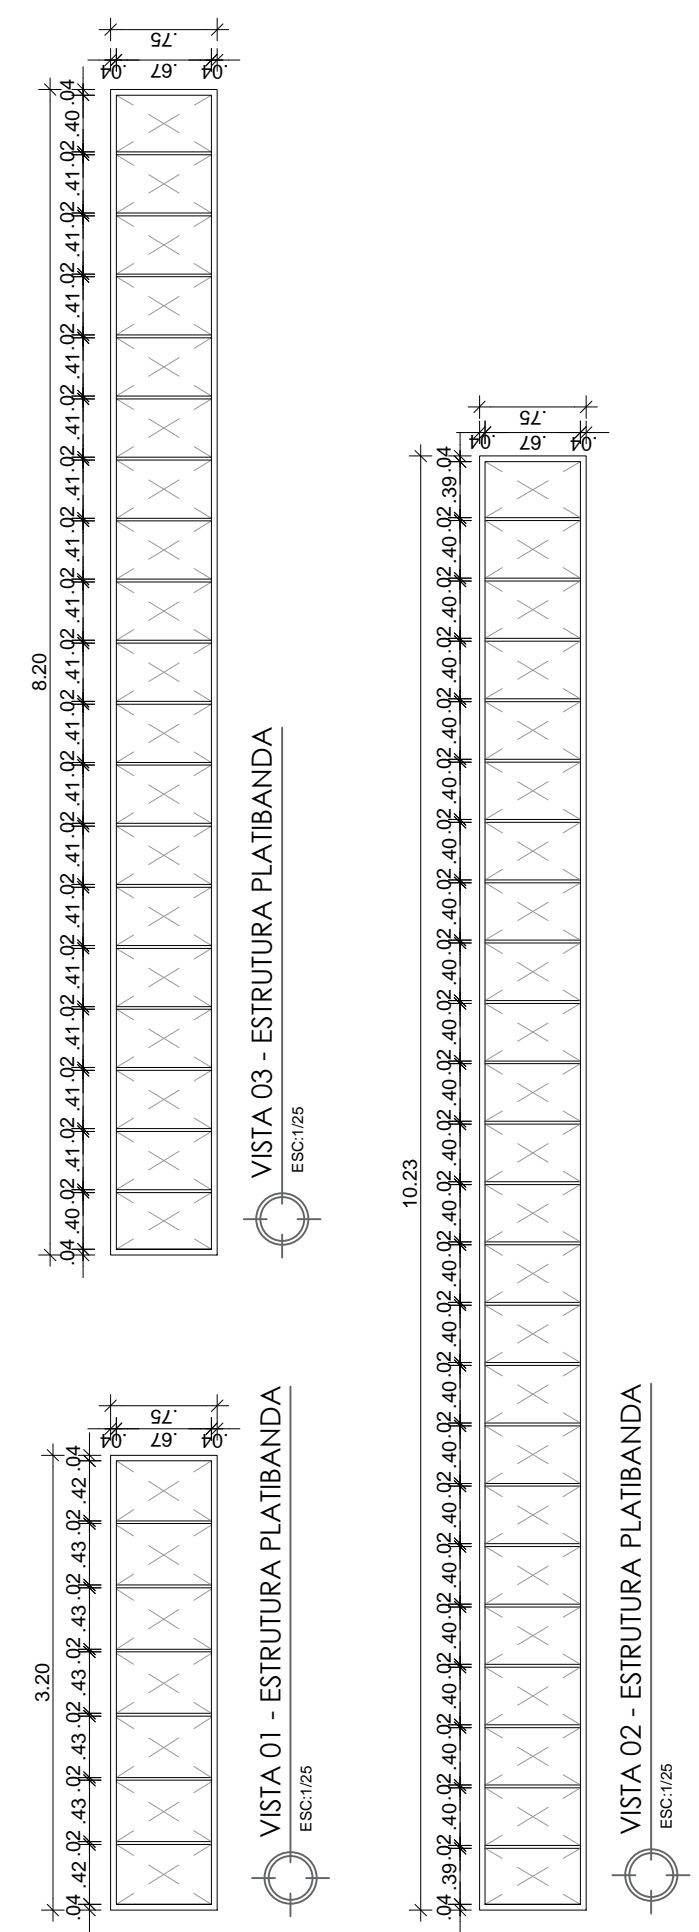 8.20
.04 .40 .02 .41 .02 .41 .02 .41 .02 .41 .02 .41 .02 .41 .02 .41 .02 .41 .02 .41 .02 .41 .02 .41 .02 .41 .02 .41 .02 .41 .02 .41 .02 .41 .02 .41 .02 .40 .04
.04 .67 .04
.75
VISTA 03 - ESTRUTURA PLATIBANDA
ESC:1/25
3.20
.04 .42 .02 .43 .02 .43 .02 .43 .02 .43 .02 .43 .02 .42 .04
.04 .67 .04
.75
VISTA 01 - ESTRUTURA PLATIBANDA
ESC:1/25
10.23
.04 .39 .02 .40 .02 .40 .02 .40 .02 .40 .02 .40 .02 .40 .02 .40 .02 .40 .02 .40 .02 .40 .02 .40 .02 .40 .02 .40 .02 .40 .02 .40 .02 .40 .02 .40 .02 .40 .02 .40 .02 .40 .02 .40 .02 .40 .02 .39 .04
.04 .67 .04
.75
VISTA 02 - ESTRUTURA PLATIBANDA
ESC:1/25